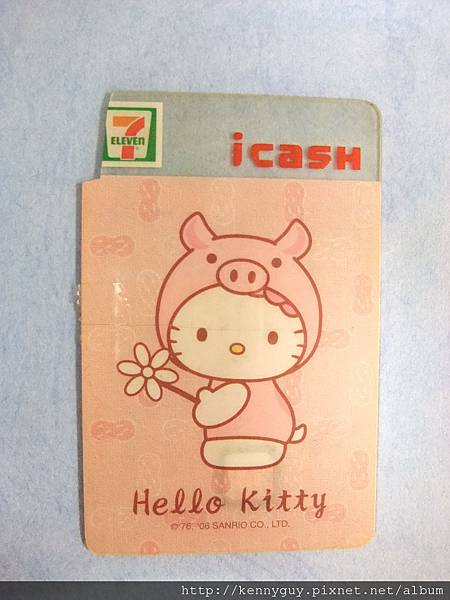 7
ELEVEN
icash
Hello Kitty
© '76, '06 SANRIO CO., LTD.
http://kennyguy.pixnet.net/album